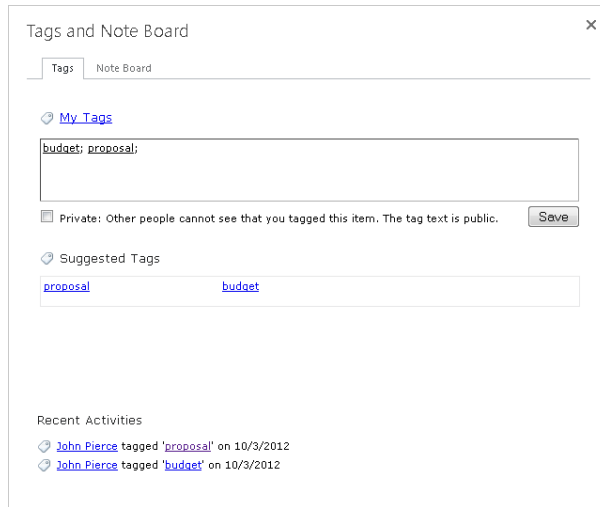 Tags and Note Board
Tags Note Board
My Tags
budget; proposal;
Private: Other people cannot see that you tagged this item. The tag text is public. Save
Suggested Tags
proposal budget
Recent Activities
John Pierce tagged 'proposal' on 10/3/2012
John Pierce tagged 'budget' on 10/3/2012